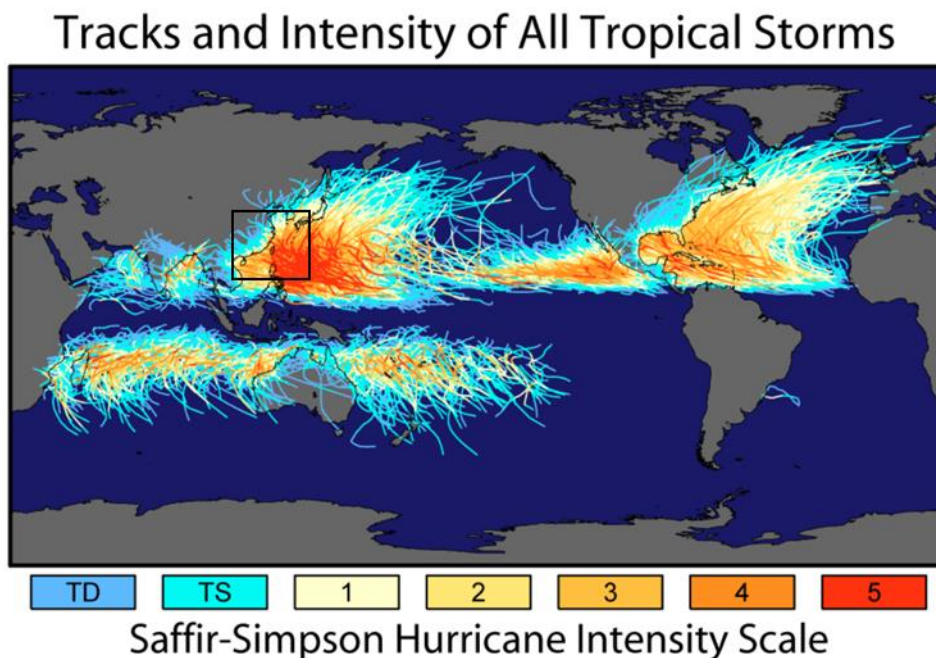 Tracks and Intensity of All Tropical Storms
TD TS 1 2 3 4 5
Saffir-Simpson Hurricane Intensity Scale